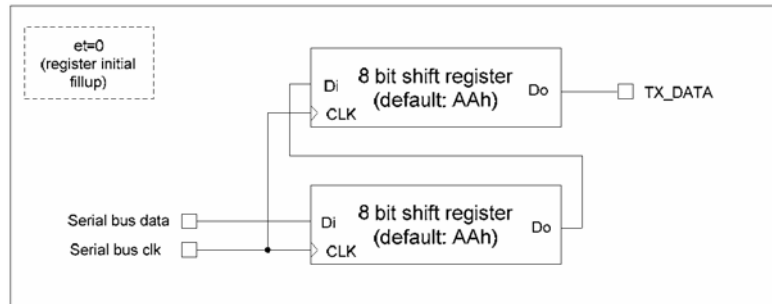 et=0
(register initial
fillup)
8 bit shift register
(default: AAh)
Di
Do
CLK
TX_DATA
8 bit shift register
(default: AAh)
Di
Do
CLK
Serial bus data
Serial bus clk